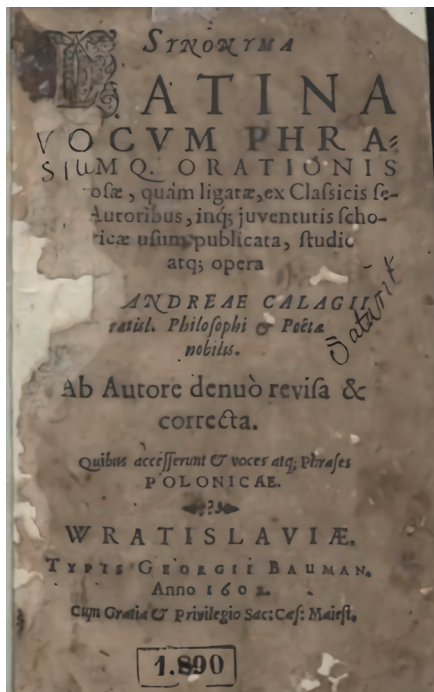 SYNONYMA
LATINA
VOCVM PHRA⸗
SIUMQ. ORATIONIS
osæ, quàm ligatæ, ex Claſsicis ſe-
Autoribus, inq; juventutis ſcho-
ricæ uſum publicata, ſtudio
atq; opera
ANDREAE CALAGII
ratisl. Philoſophi & Poëtæ
nobilis.
Saturit
Ab Autore denuò reviſa &
correcta.
Quibus acceſſerunt & voces atq; Phraſes
POLONICAE.
WRATISLAVIÆ.
TYPIS GEORGII BAUMAN.
Anno 1602.
Cum Gratia & Privilegio Sac: Cæſ: Maieſt.
1.890